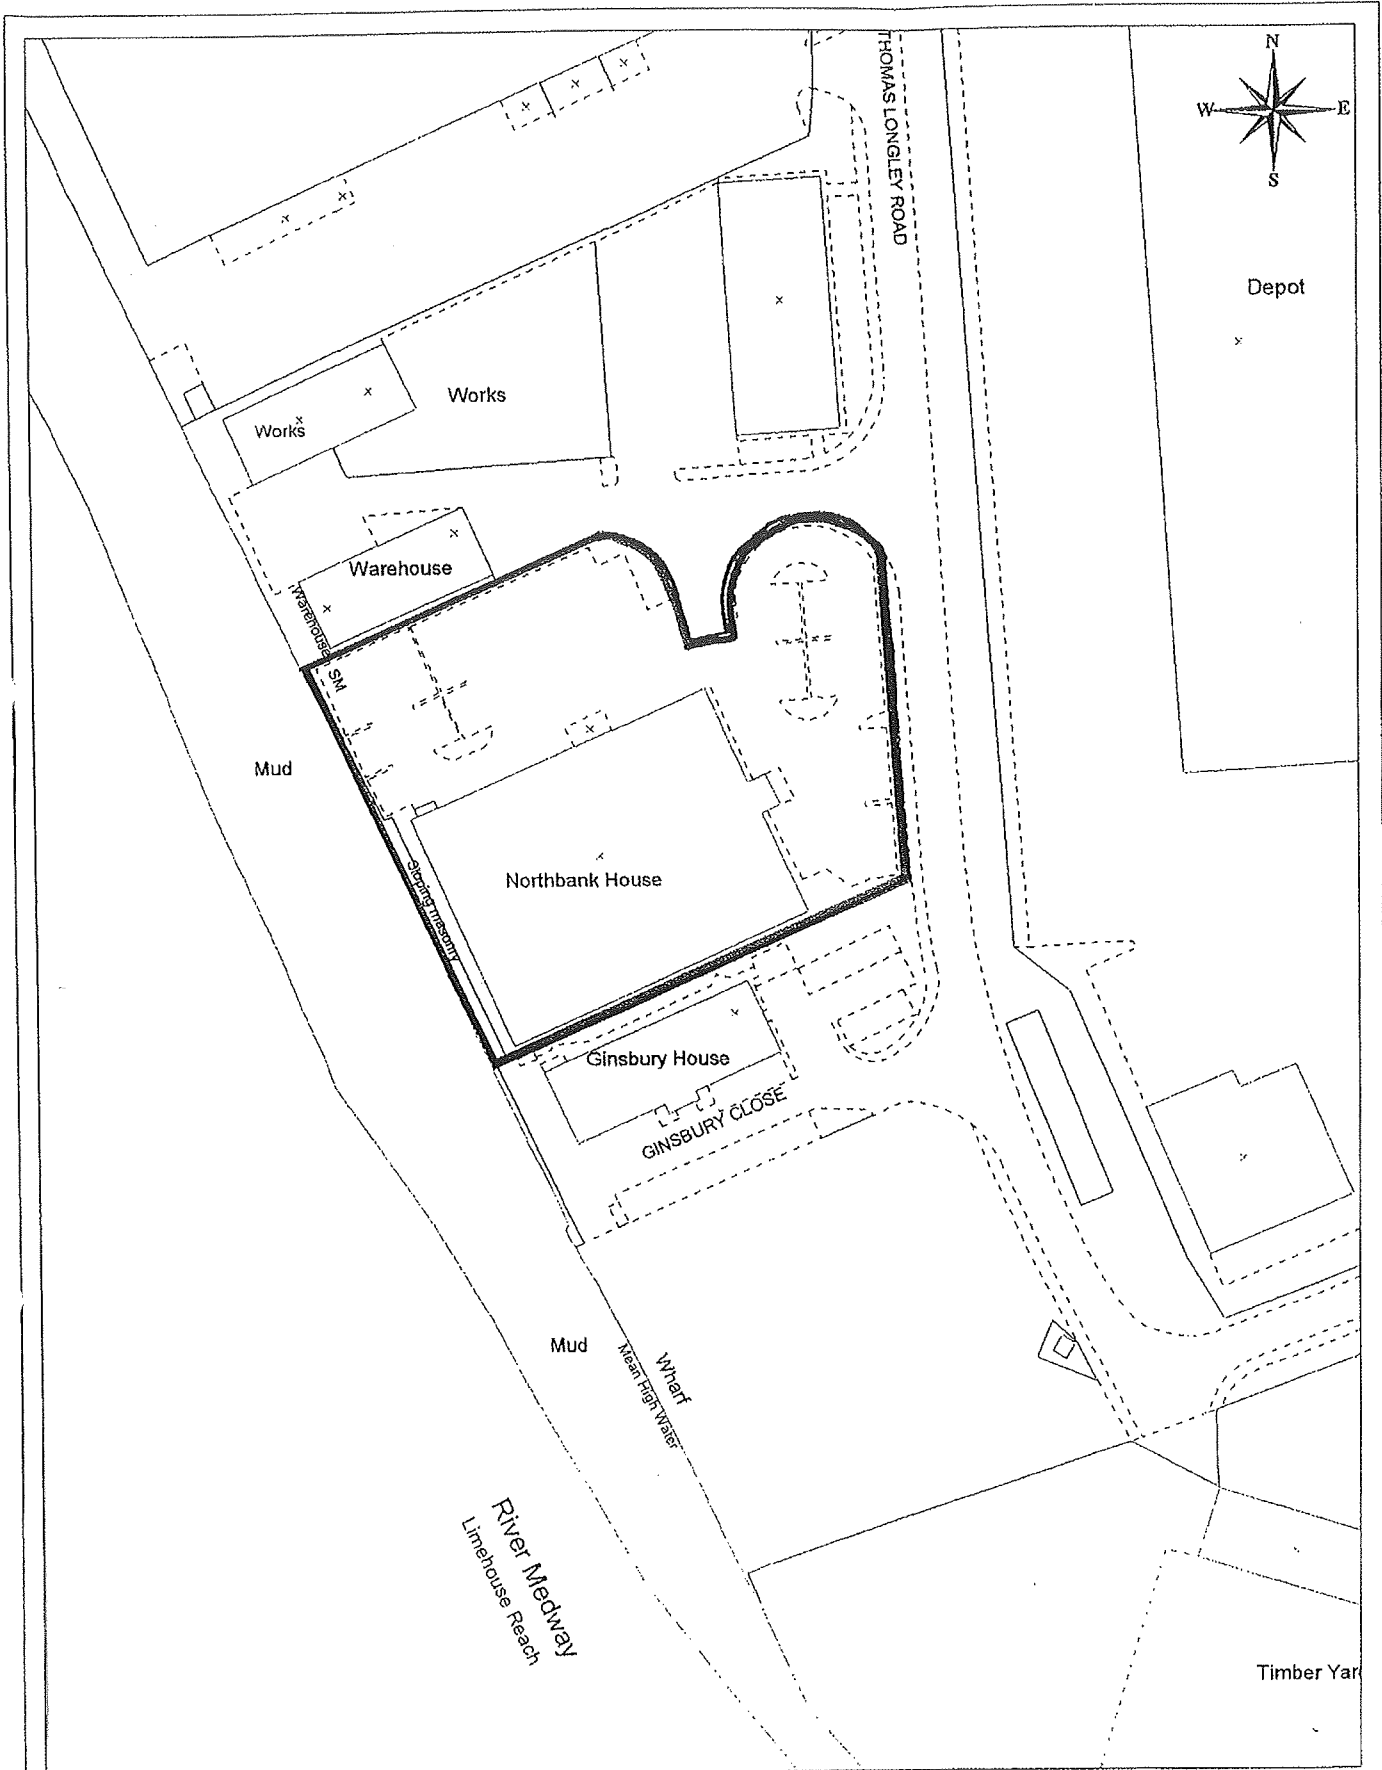 N
W E
S
THOMAS LONGLEY ROAD
Depot
Works
Works
Warehouse
Warehouse
SM
Mud
Northbank House
Sloping masonry
Ginsbury House
GINSBURY CLOSE
Mud
Wharf
Mean High Water
River Medway
Limehouse Reach
Timber Yar